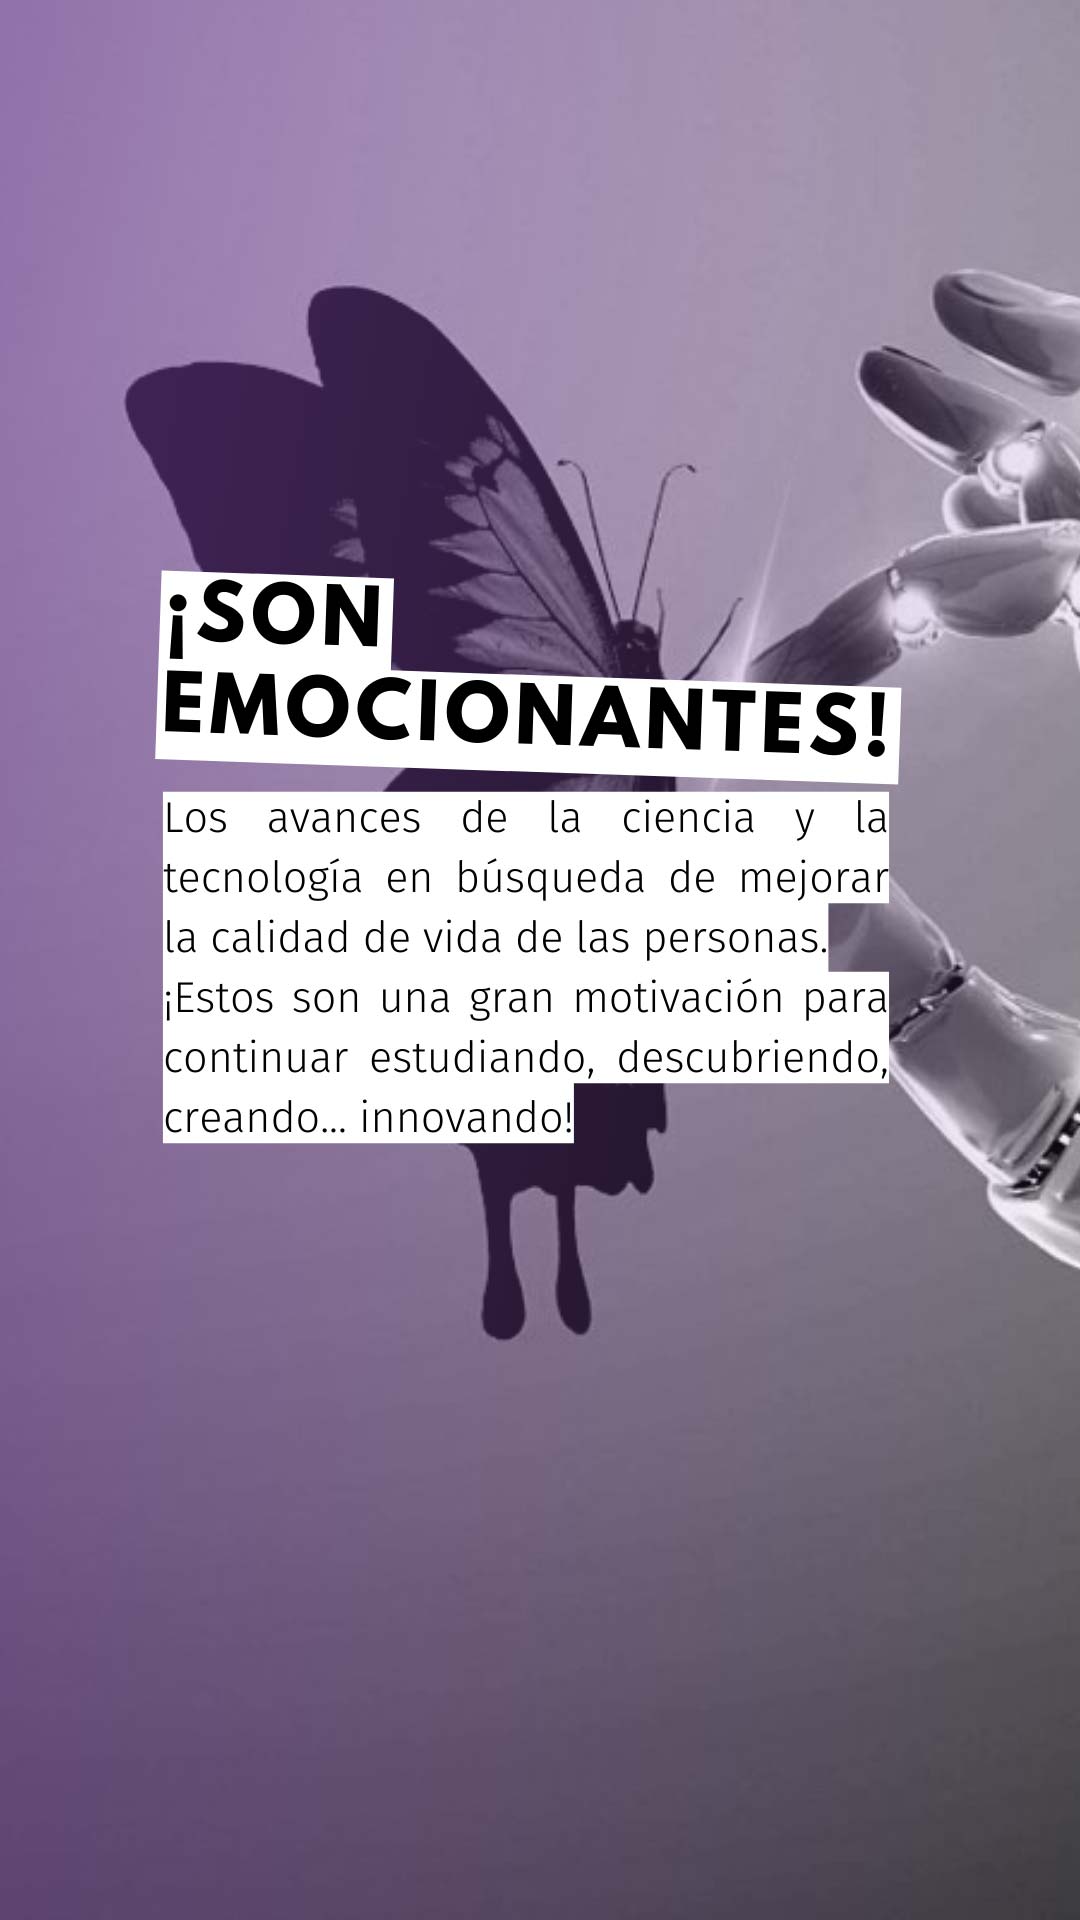 ¡SON
EMOCIONANTES!
Los avances de la ciencia y la
tecnología en búsqueda de mejorar
la calidad de vida de las personas.
¡Estos son una gran motivación para
continuar estudiando, descubriendo,
creando... innovando!